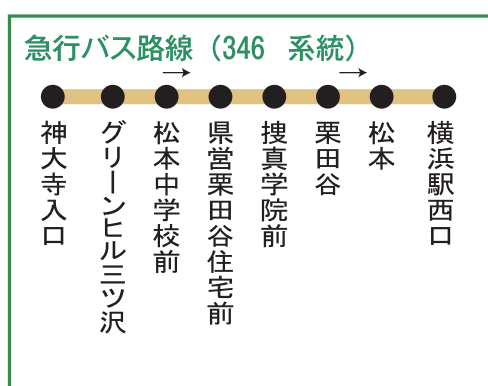 急行バス路線（346 系統）
→ →
神大寺入口
グリーンヒル三ツ沢
松本中学校前
県営栗田谷住宅前
捜真学院前
栗田谷
松本
横浜駅西口